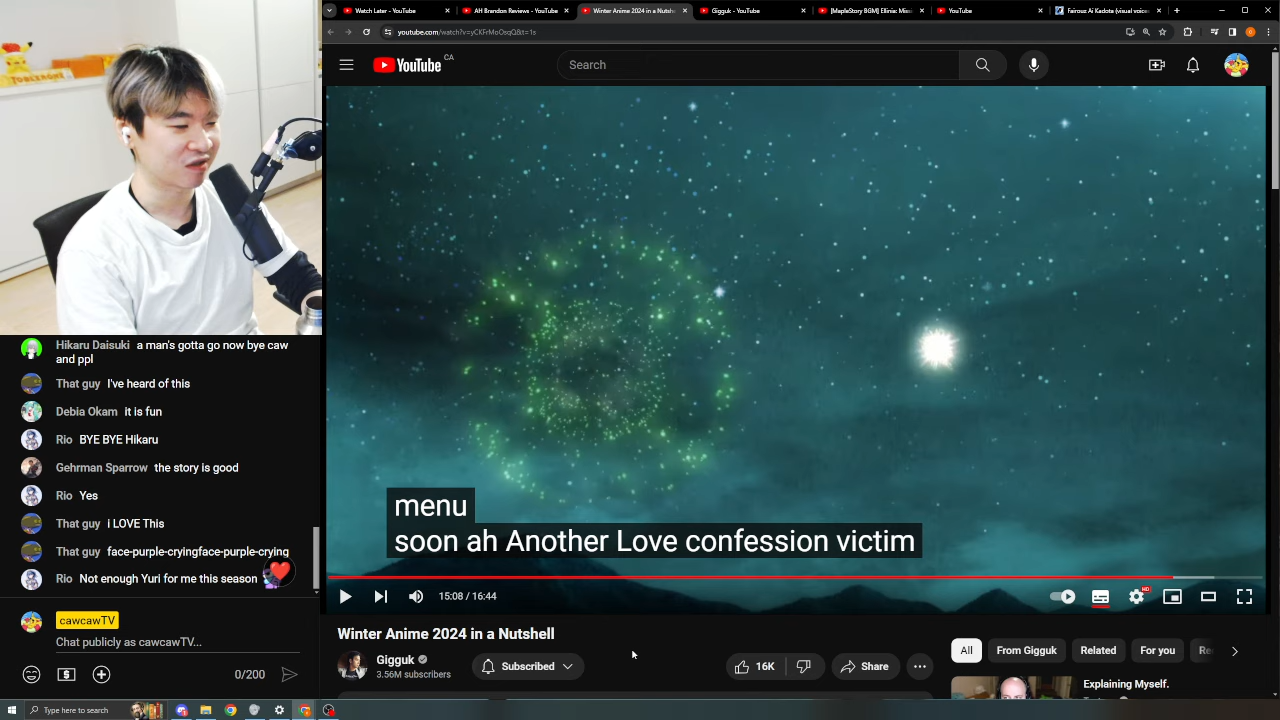 Watch Later - YouTube
AH Brandon Reviews - YouTube
Winter Anime 2024 in a Nutsh
Gigguk - YouTube
[MapleStory BGM] Ellinia: Missi
YouTube
Fairouz Ai Kadota (visual voice
youtube.com/watch?v=yCKFrMoOsqQ&t=1s
YouTube CA
Search
TOBLERONE
menu
soon ah Another Love confession victim
15:08 / 16:44
HD
Winter Anime 2024 in a Nutshell
Gigguk
3.56M subscribers
Subscribed
16K
Share
All
From Gigguk
Related
For you
Re
Explaining Myself.
Hikaru Daisuki a man's gotta go now bye caw
and ppl
That guy I've heard of this
Debia Okam it is fun
Rio BYE BYE Hikaru
Gehrman Sparrow the story is good
Rio Yes
That guy i LOVE This
That guy face-purple-cryingface-purple-crying
Rio Not enough Yuri for me this season
cawcawTV
Chat publicly as cawcawTV...
0/200
Type here to search